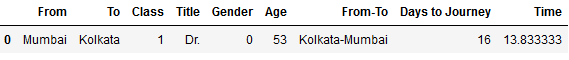 From To Class Title Gender Age From-To Days to Journey Time
0 Mumbai Kolkata 1 Dr. 0 53 Kolkata-Mumbai 16 13.833333